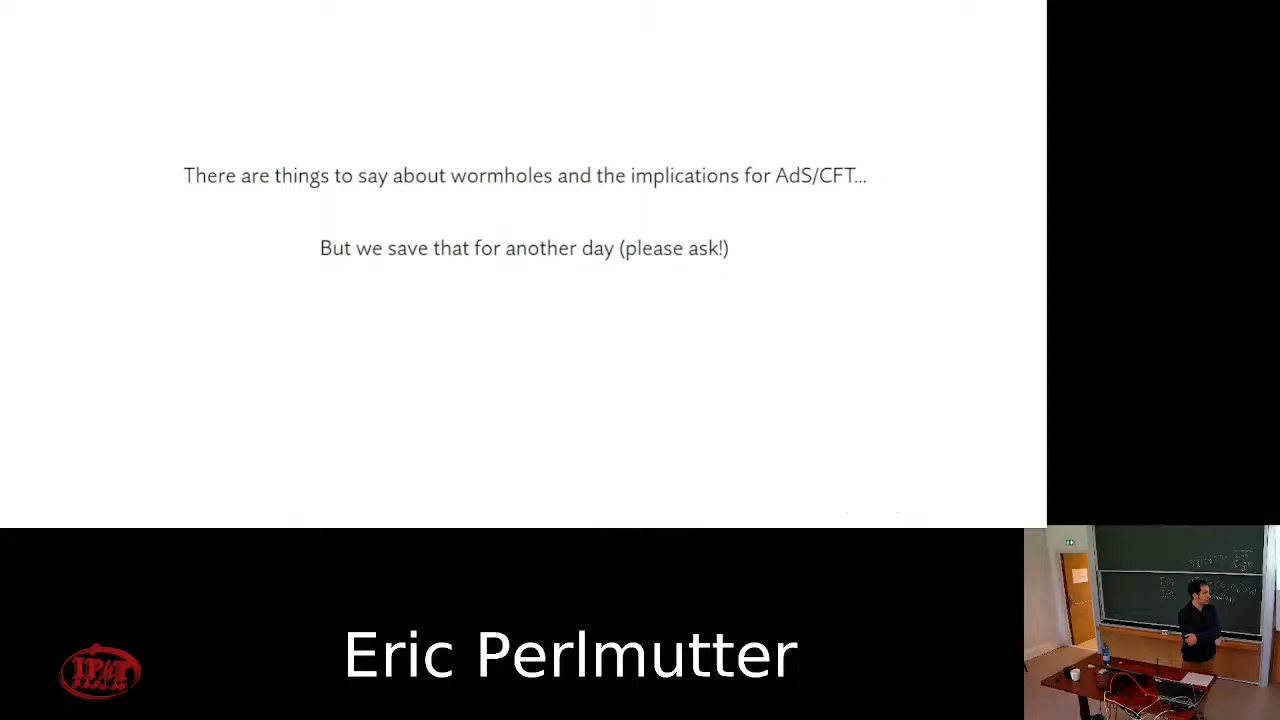 There are things to say about wormholes and the implications for AdS/CFT...
But we save that for another day (please ask!)
Eric Perlmutter